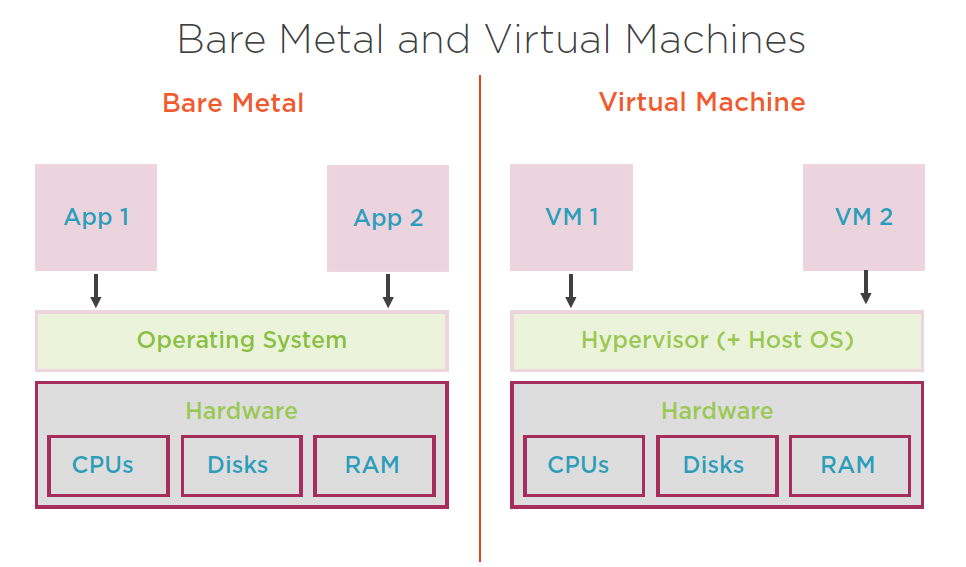 Bare Metal and Virtual Machines
Bare Metal
App 1
App 2
Operating System
Hardware
CPUs
Disks
RAM
Virtual Machine
VM 1
VM 2
Hypervisor (+ Host OS)
Hardware
CPUs
Disks
RAM